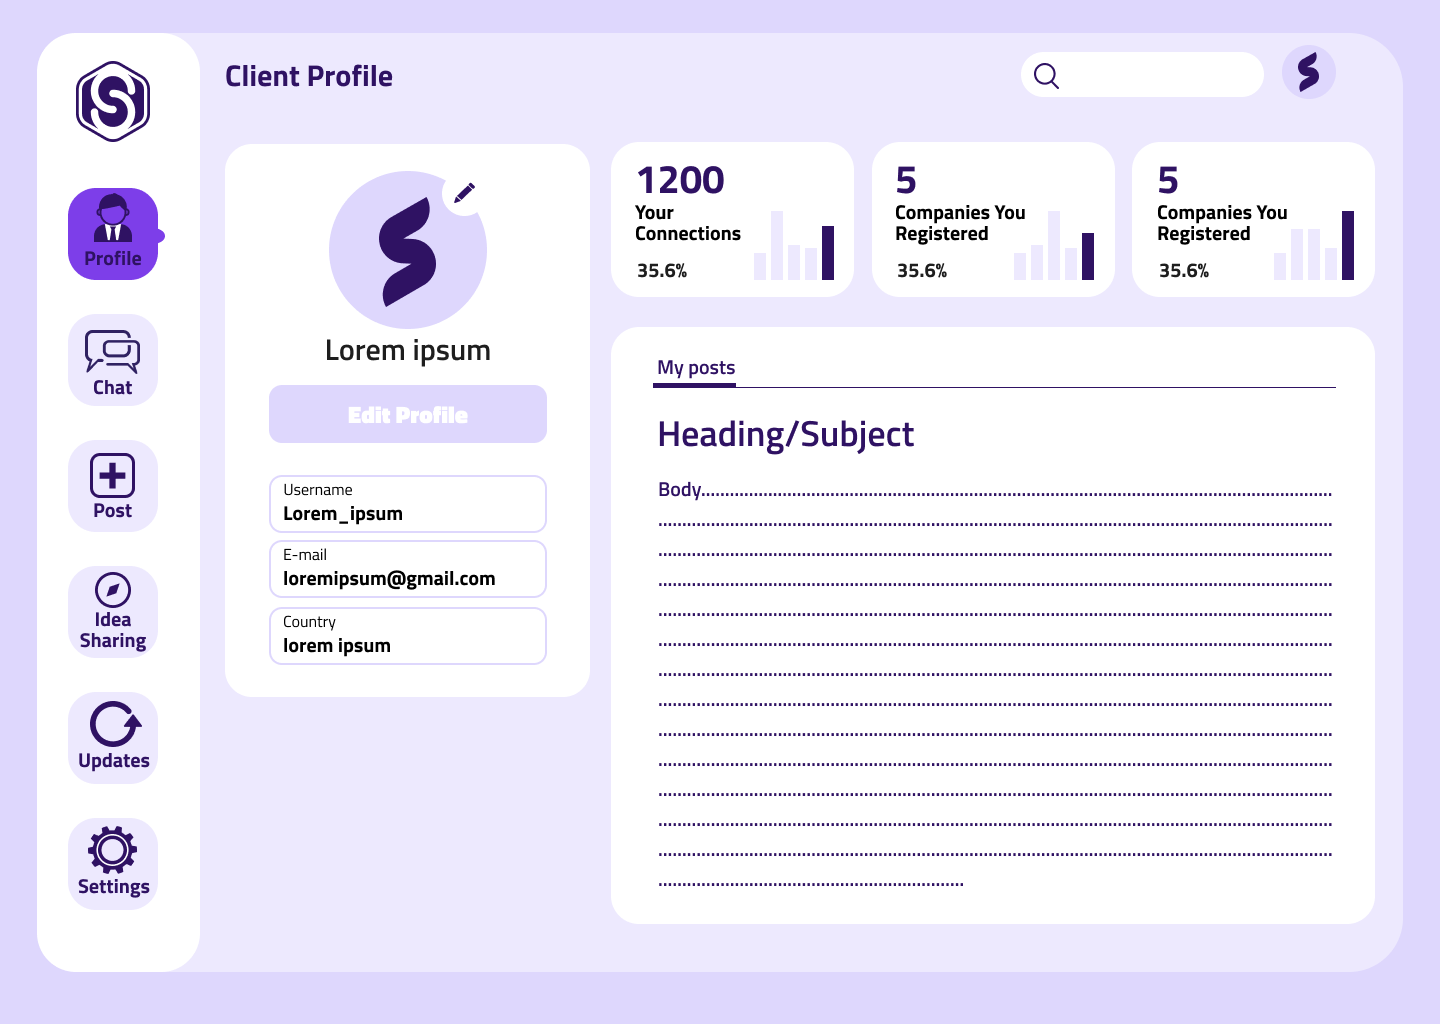 Client Profile
Profile
Chat
Post
Idea
Sharing
Updates
Settings
Lorem ipsum
Edit Profile
Username
Lorem_ipsum
E-mail
loremipsum@gmail.com
Country
lorem ipsum
1200
Your
Connections
35.6%
5
Companies You
Registered
35.6%
5
Companies You
Registered
35.6%
My posts
Heading/Subject
Body........................................................................................................................................
................................................................................................................................................
................................................................................................................................................
................................................................................................................................................
................................................................................................................................................
................................................................................................................................................
................................................................................................................................................
................................................................................................................................................
................................................................................................................................................
................................................................................................................................................
................................................................................................................................................
................................................................................................................................................
................................................................................................................................................
.................................................................